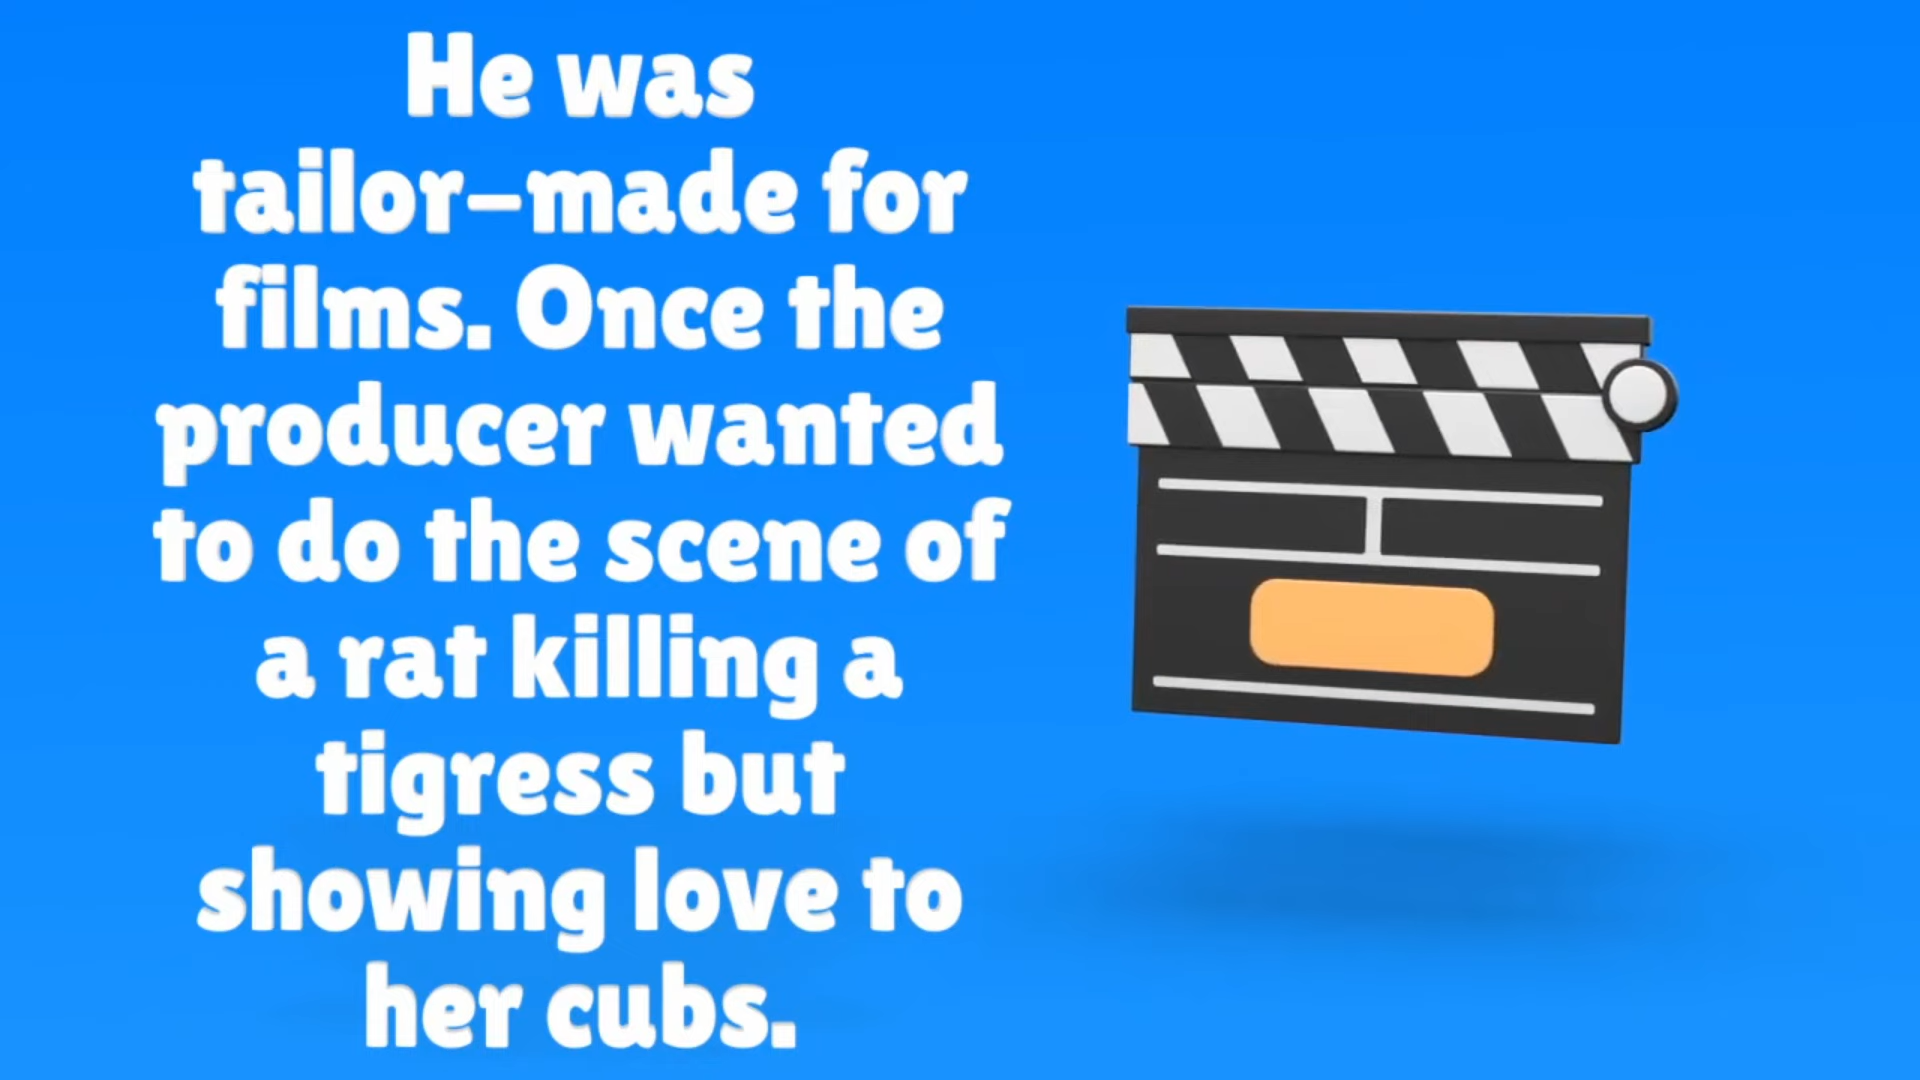 He was
tailor-made for
films. Once the
producer wanted
to do the scene of
a rat killing a
tigress but
showing love to
her cubs.